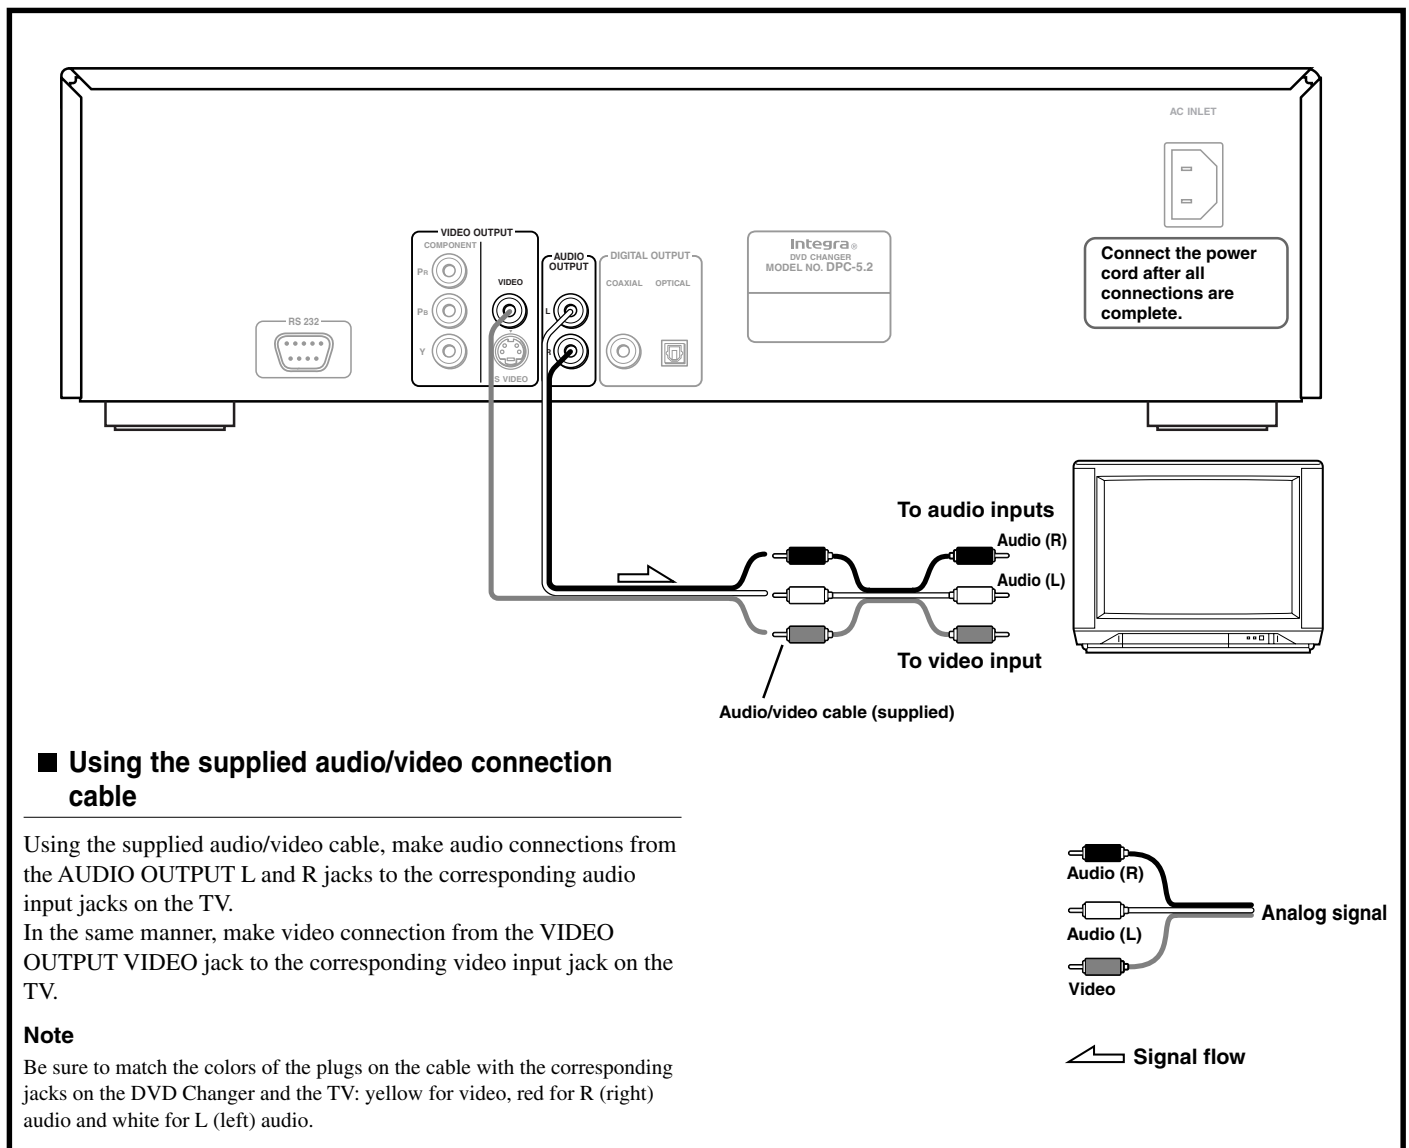 AC INLET
Connect the power
cord after all
connections are
complete.
VIDEO OUTPUT
COMPONENT
PR
PB
Y
VIDEO
S VIDEO
AUDIO
OUTPUT
L
R
DIGITAL OUTPUT
COAXIAL OPTICAL
Integra®
DVD CHANGER
MODEL NO. DPC-5.2
RS 232
To audio inputs
Audio (R)
Audio (L)
To video input
Audio/video cable (supplied)
■ Using the supplied audio/video connection
cable
Using the supplied audio/video cable, make audio connections from
the AUDIO OUTPUT L and R jacks to the corresponding audio
input jacks on the TV.
In the same manner, make video connection from the VIDEO
OUTPUT VIDEO jack to the corresponding video input jack on the
TV.
Note
Be sure to match the colors of the plugs on the cable with the corresponding
jacks on the DVD Changer and the TV: yellow for video, red for R (right)
audio and white for L (left) audio.
Audio (R)
Audio (L)
Video
Analog signal
Signal flow